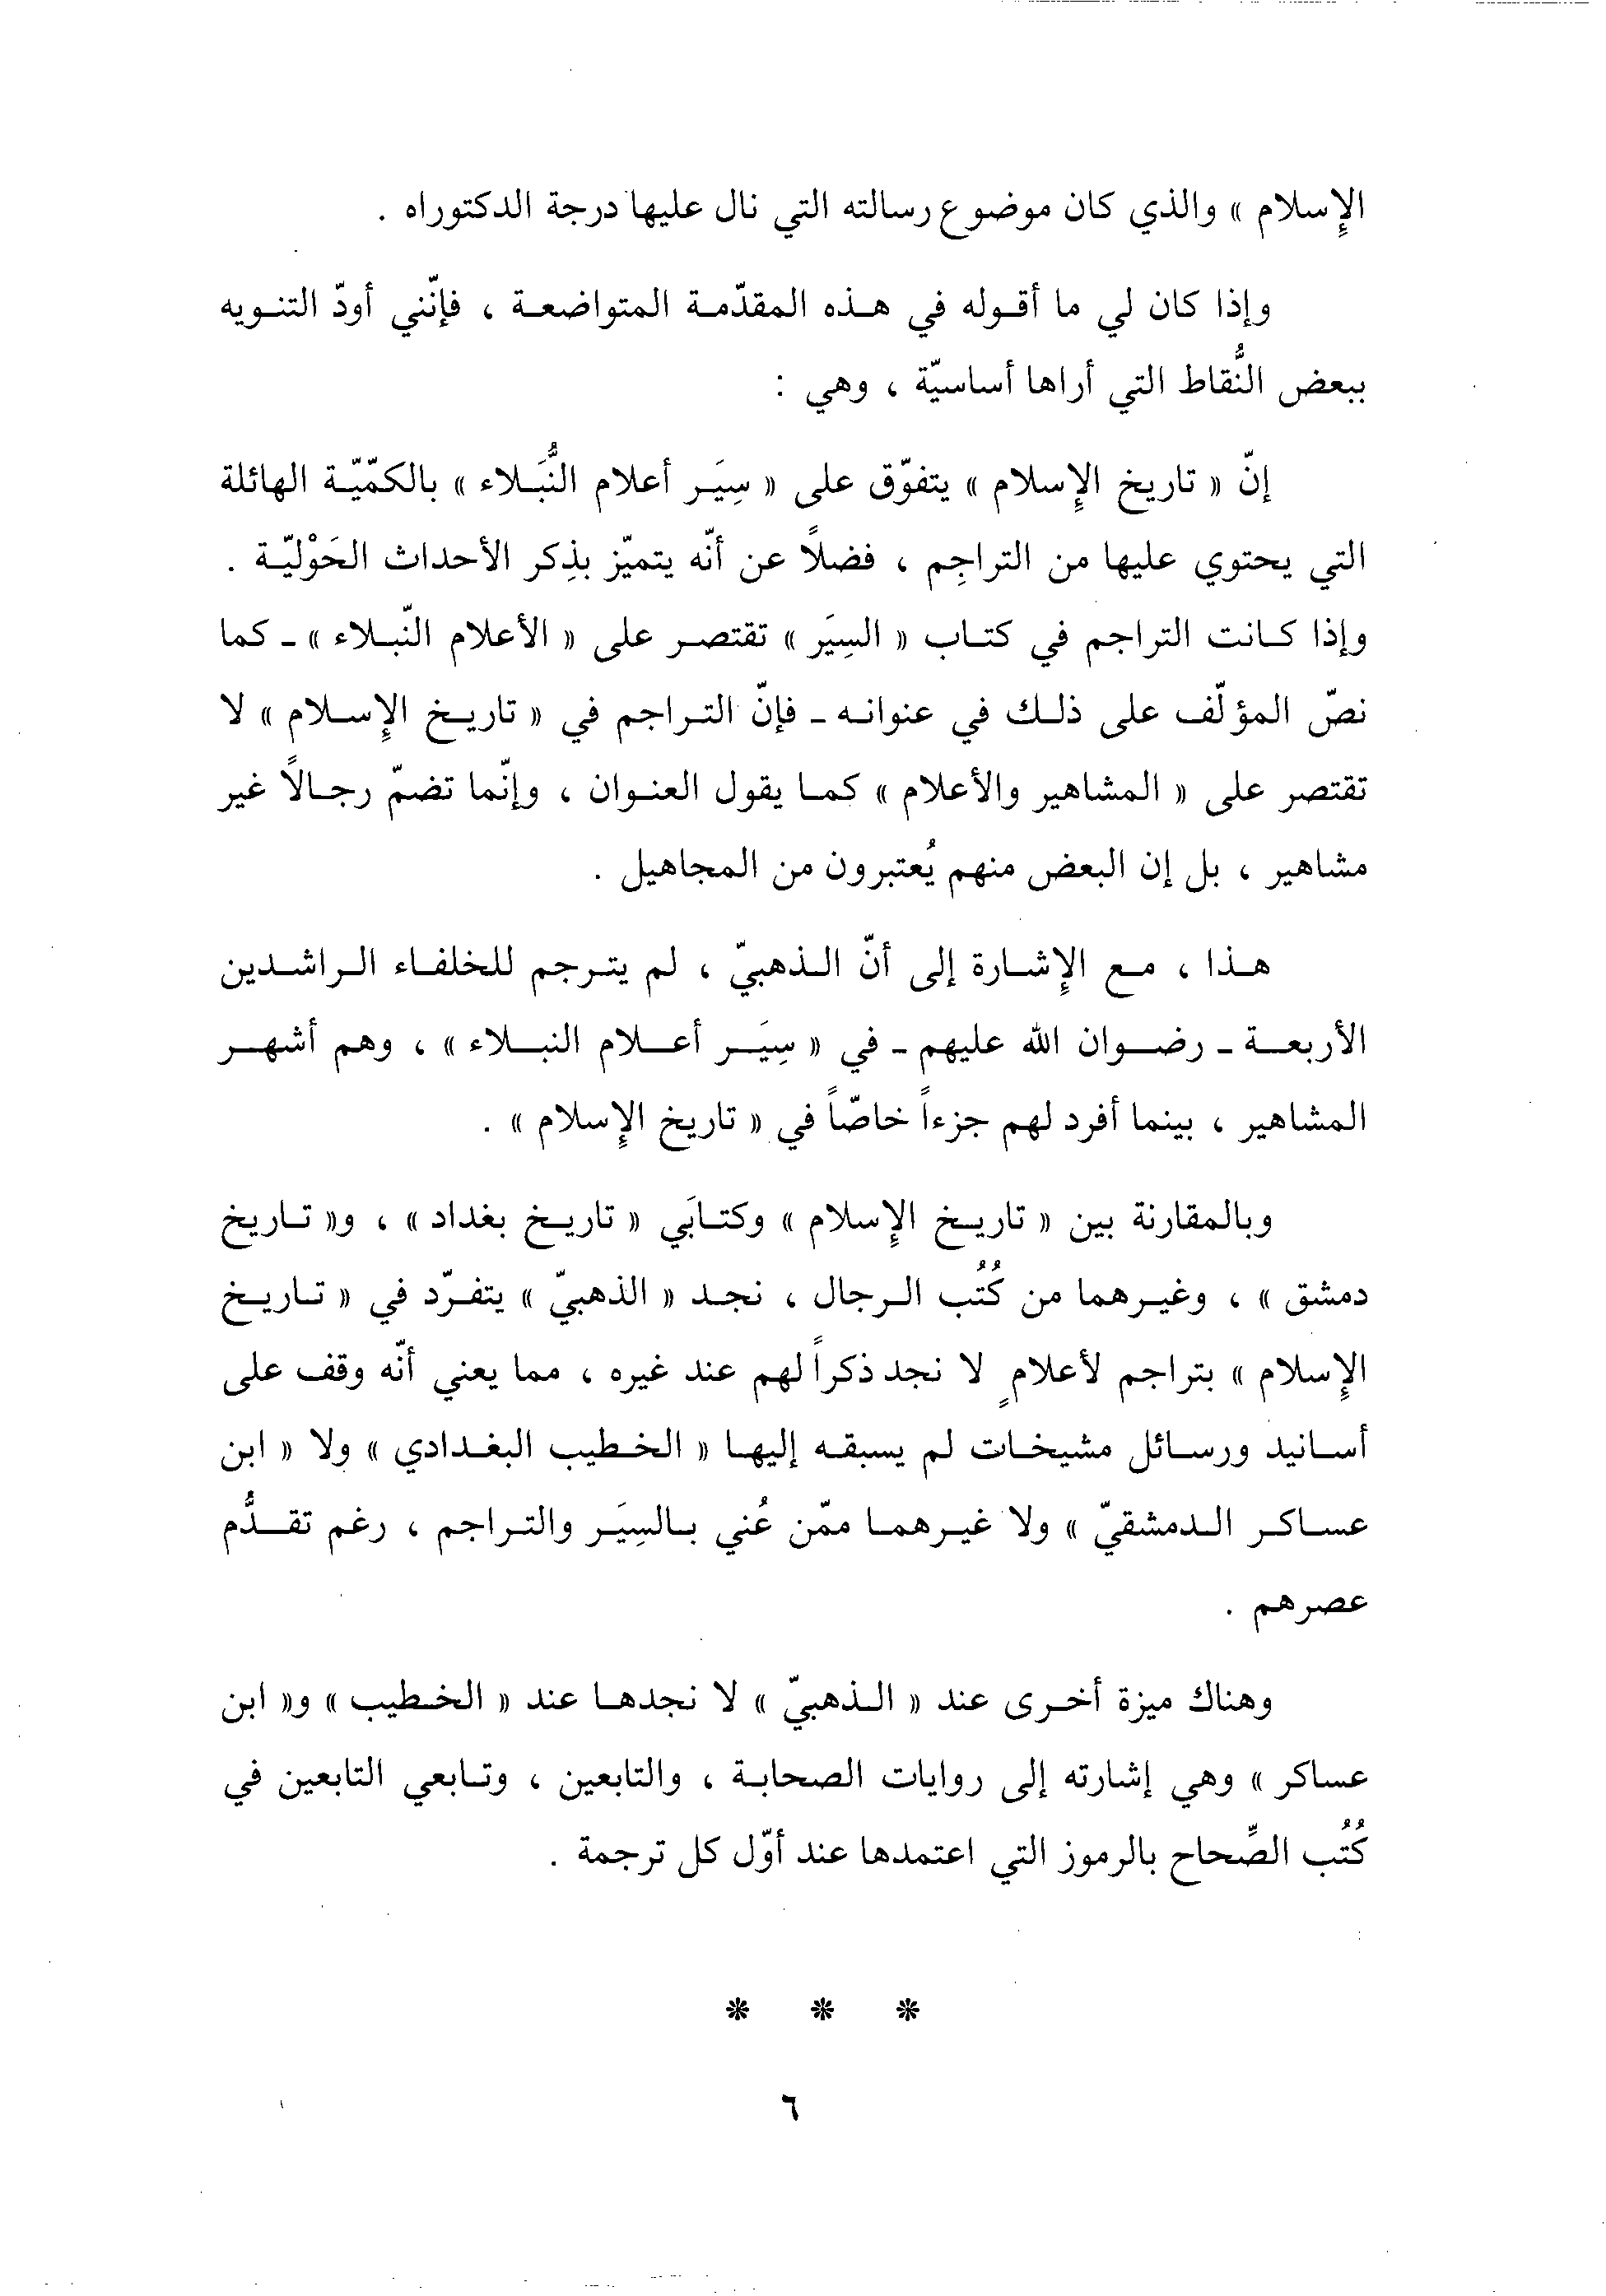 الإسلام » والذي كان موضوع رسالته التي نال عليها درجة الدكتوراه .
وإذا كان لي ما أقوله في هذه المقدّمة المتواضعة ، فإنّني أودّ التنويه
ببعض النُّقاط التي أراها أساسيّة ، وهي :
إنّ « تاريخ الإسلام » يتفوّق على « سِيَر أعلام النُّبَلاء » بالكمّيّة الهائلة
التي يحتوي عليها من التراجِم ، فضلاً عن أنّه يتميّز بذِكر الأحداث الحَوْليّة .
وإذا كانت التراجم في كتاب « السِيَر » تقتصر على « الأعلام النّبلاء » ـ كما
نصّ المؤلّف على ذلك في عنوانه ـ فإنّ التراجم في « تاريخ الإسلام » لا
تقتصر على « المشاهير والأعلام » كما يقول العنوان ، وإنّما تضمّ رجالاً غير
مشاهير ، بل إن البعض منهم يُعتبرون من المجاهيل .
هذا ، مع الإشارة إلى أنّ الذهبيّ ، لم يترجم للخلفاء الراشدين
الأربعة ـ رضوان الله عليهم ـ في « سِيَر أعلام النبلاء » ، وهم أشهر
المشاهير ، بينما أفرد لهم جزءاً خاصّاً في « تاريخ الإسلام » .
وبالمقارنة بين « تاريخ الإسلام » وكتابَي « تاريخ بغداد » ، و« تاريخ
دمشق » ، وغيرهما من كُتُب الرجال ، نجد « الذهبيّ » يتفرّد في « تاريخ
الإسلام » بتراجم لأعلامٍ لا نجد ذكراً لهم عند غيره ، مما يعني أنّه وقف على
أسانيد ورسائل مشيخات لم يسبقه إليها « الخطيب البغدادي » ولا « ابن
عساكر الدمشقيّ » ولا غيرهما ممّن عُني بالسِيَر والتراجم ، رغم تقدُّم
عصرهم .
وهناك ميزة أخرى عند « الذهبيّ » لا نجدها عند « الخطيب » و« ابن
عساكر » وهي إشارته إلى روايات الصحابة ، والتابعين ، وتابعي التابعين في
كُتُب الصِّحاح بالرموز التي اعتمدها عند أوّل كل ترجمة .
* * *
٦